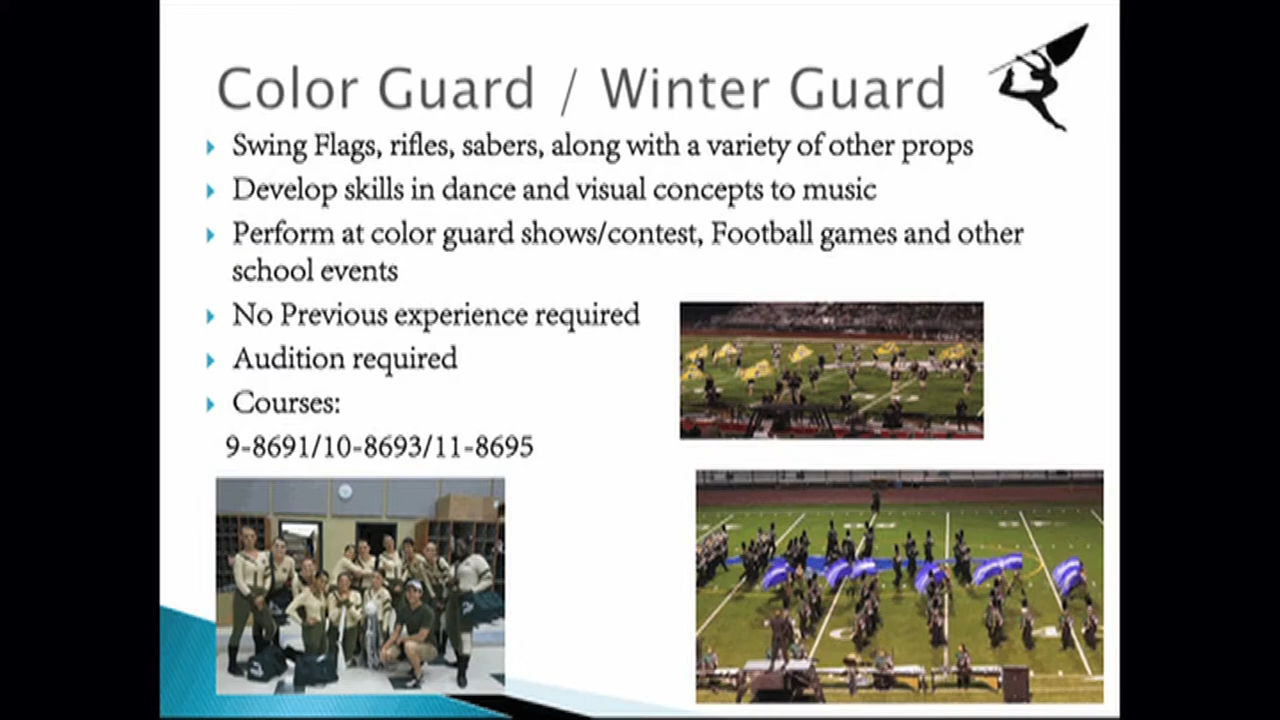 Color Guard / Winter Guard
Swing Flags, rifles, sabers, along with a variety of other props
Develop skills in dance and visual concepts to music
Perform at color guard shows/contest, Football games and other
school events
No Previous experience required
Audition required
Courses:
9-8691/10-8693/11-8695